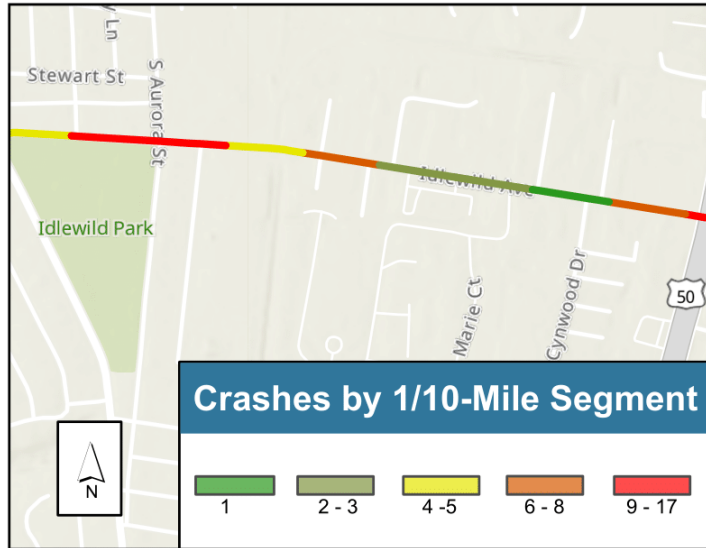 Ln
Stewart St
S Aurora St
Idlewild Ave
Idlewild Park
50
Marie Ct
Cynwood Dr
Crashes by 1/10-Mile Segment
N
1
2 - 3
4 -5
6 - 8
9 - 17